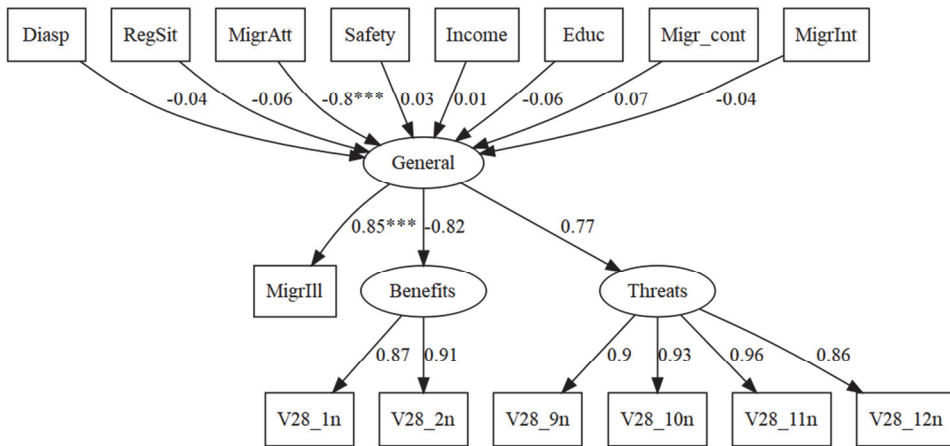 Diasp RegSit MigrAtt Safety Income Educ Migr_cont MigrInt
-0.04 -0.06 -0.8*** 0.03 0.01 -0.06 0.07 -0.04
General
0.85*** -0.82 0.77
MigrIll Benefits Threats
0.87 0.91 0.9 0.93 0.96 0.86
V28_1n V28_2n V28_9n V28_10n V28_11n V28_12n